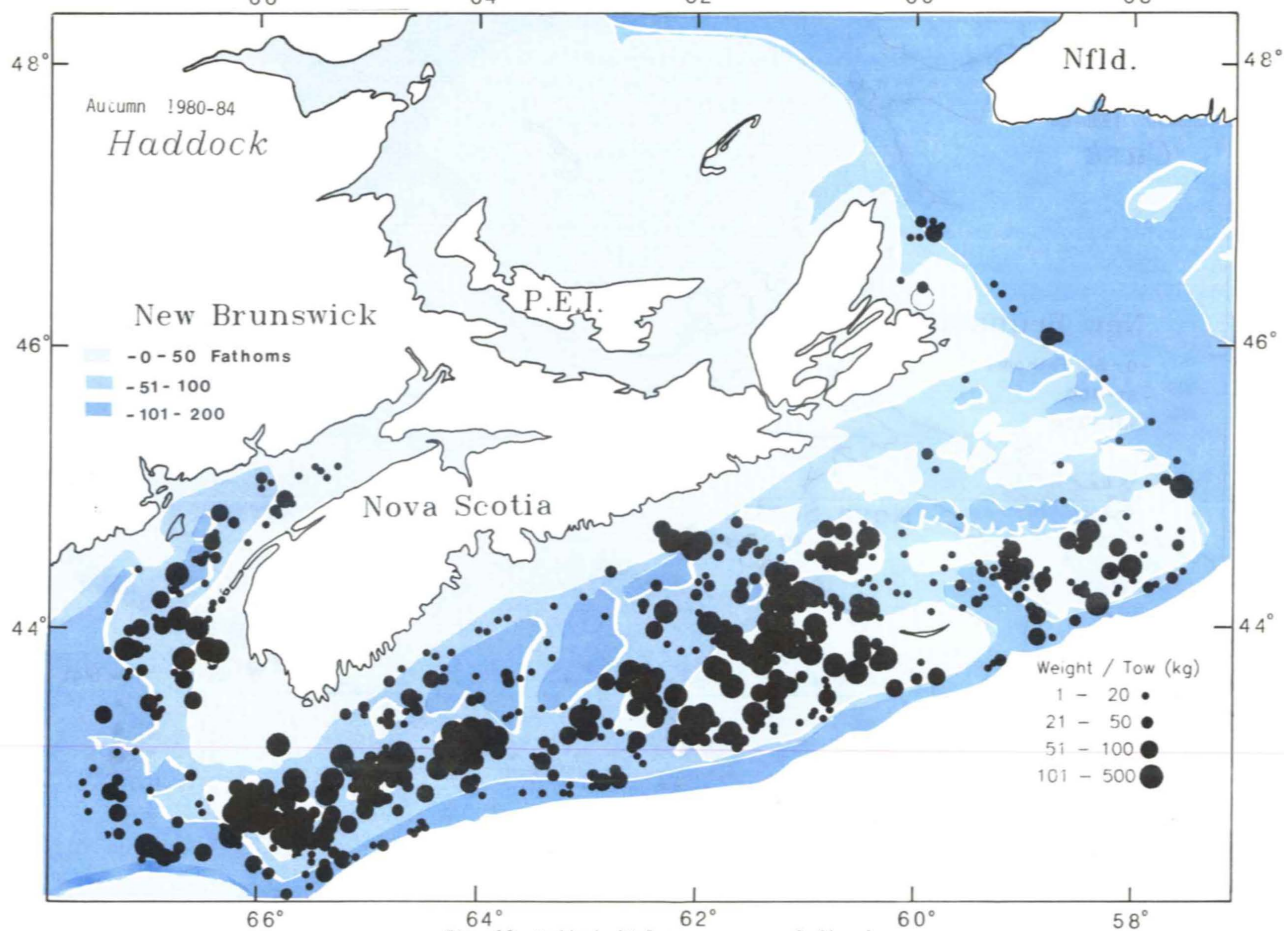 48°
48°
Nfld.
Autumn 1980-84
Haddock
P.E.I.
New Brunswick
46°
46°
-0-50 Fathoms
-51-100
-101-200
Nova Scotia
44°
44°
Weight / Tow (kg)
1 - 20
21 - 50
51 - 100
101 - 500
66°
64°
62°
60°
58°